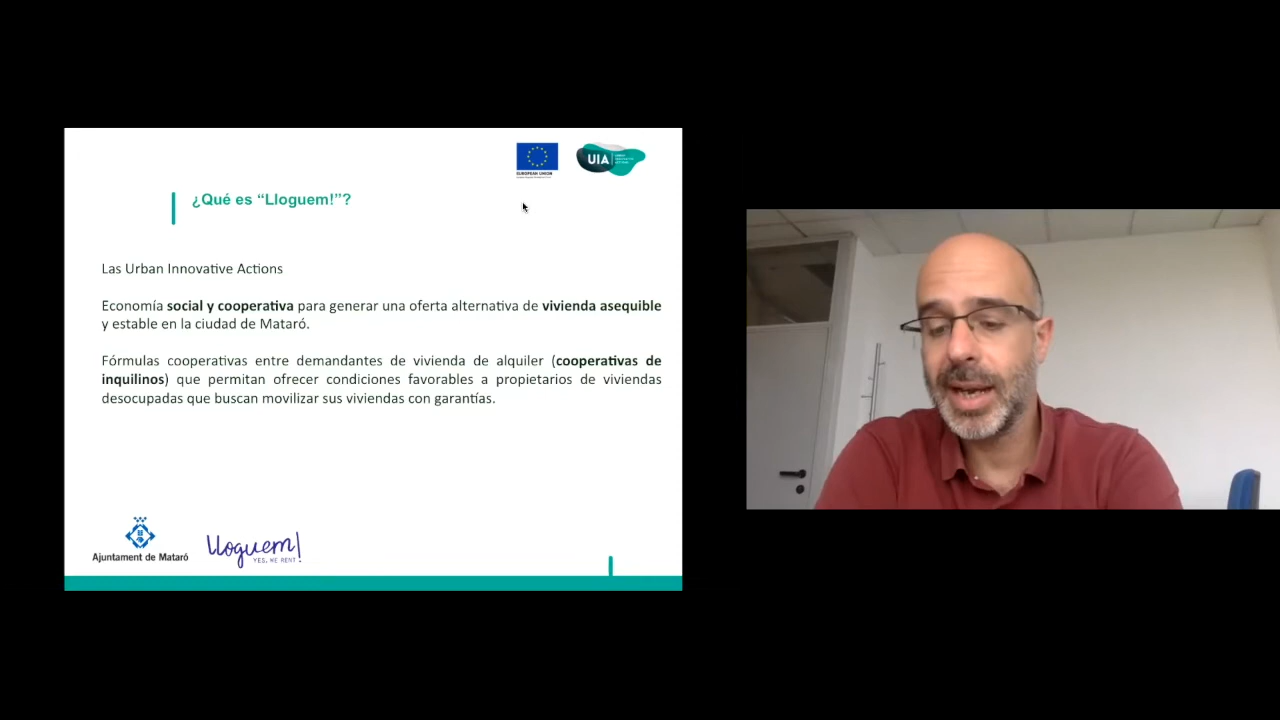 EUROPEAN UNION
UIA
¿Qué es “Lloguem!”?
Las Urban Innovative Actions
Economía social y cooperativa para generar una oferta alternativa de vivienda asequible
y estable en la ciudad de Mataró.
Fórmulas cooperativas entre demandantes de vivienda de alquiler (cooperativas de
inquilinos) que permitan ofrecer condiciones favorables a propietarios de viviendas
desocupadas que buscan movilizar sus viviendas con garantías.
Ajuntament de Mataró
lloguem!
YES, WE RENT!